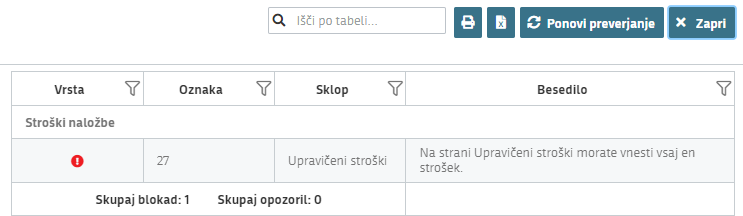 Išči po tabeli...
Ponovi preverjanje
Zapri
Vrsta
Oznaka
Sklop
Besedilo
Stroški naložbe
27
Upravičeni stroški
Na strani Upravičeni stroški morate vnesti vsaj en
strošek.
Skupaj blokad: 1
Skupaj opozoril: 0